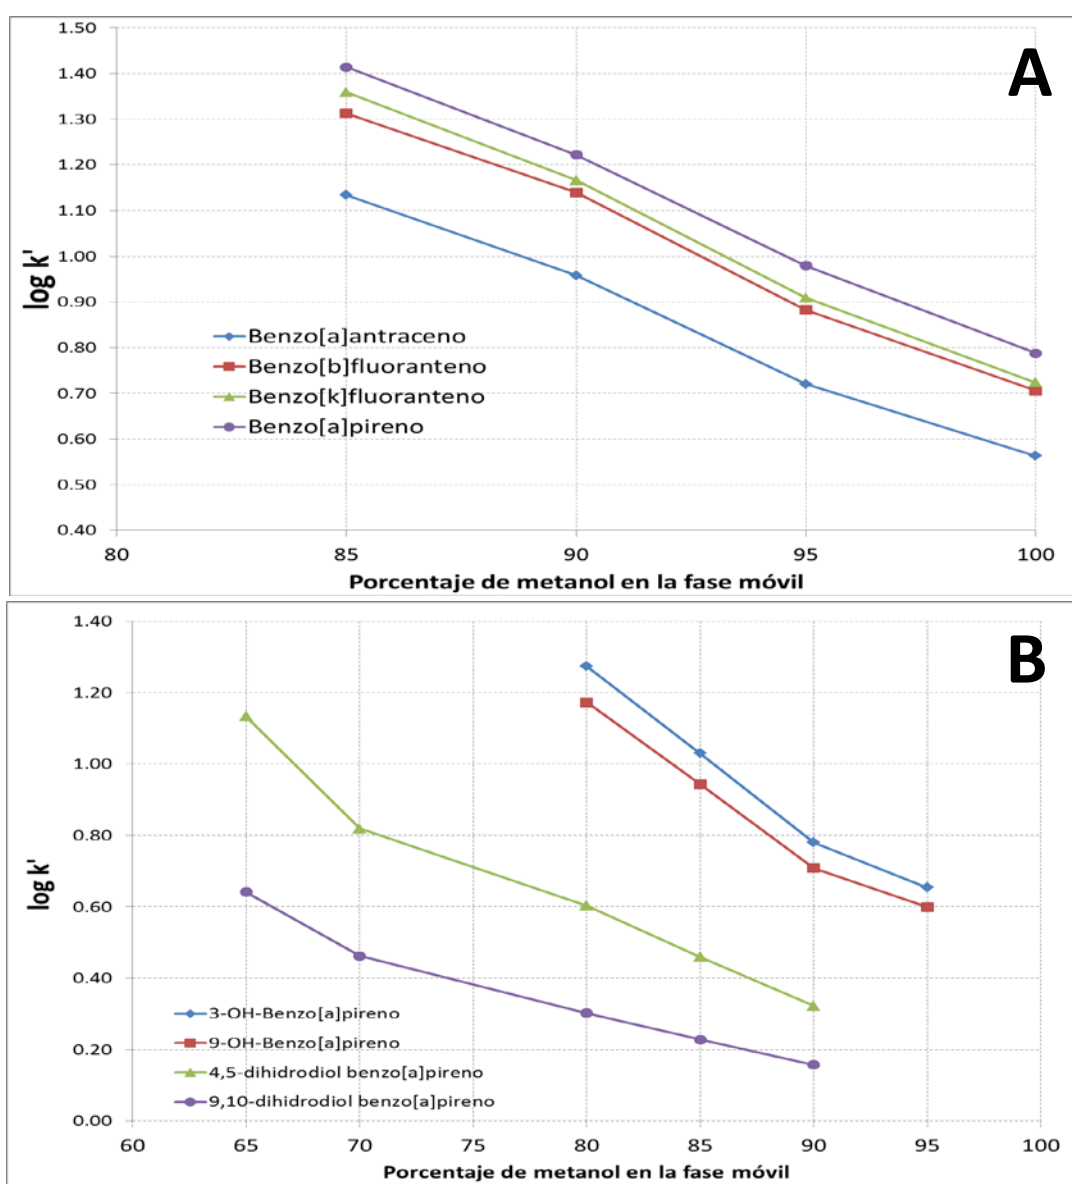 A
1.50
1.40
1.30
1.20
1.10
1.00
0.90
0.80
0.70
0.60
0.50
0.40
log k'
Benzo[a]antraceno
Benzo[b]fluoranteno
Benzo[k]fluoranteno
Benzo[a]pireno
80 85 90 95 100
Porcentaje de metanol en la fase móvil
B
1.40
1.20
1.00
0.80
0.60
0.40
0.20
0.00
log k'
3-OH-Benzo[a]pireno
9-OH-Benzo[a]pireno
4,5-dihidrodiol benzo[a]pireno
9,10-dihidrodiol benzo[a]pireno
60 65 70 75 80 85 90 95 100
Porcentaje de metanol en la fase móvil